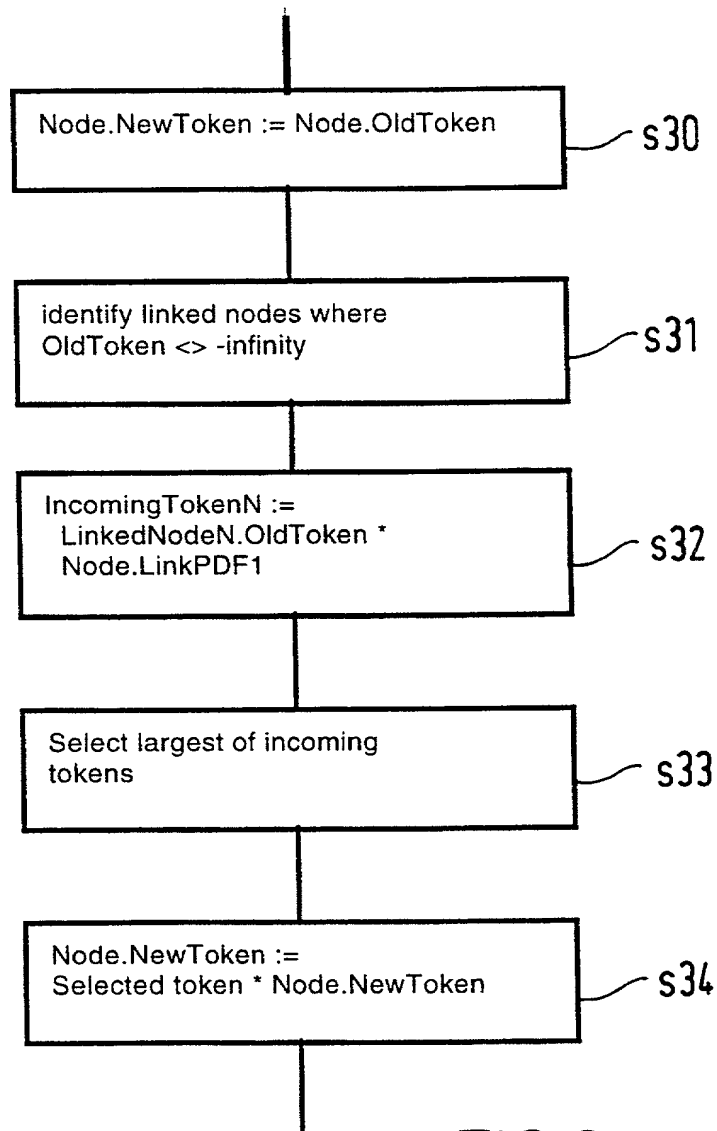 Node.NewToken := Node.OldToken
s30
identify linked nodes where
OldToken <> -infinity
s31
IncomingTokenN :=
LinkedNodeN.OldToken *
Node.LinkPDF1
s32
Select largest of incoming
tokens
s33
Node.NewToken :=
Selected token * Node.NewToken
s34